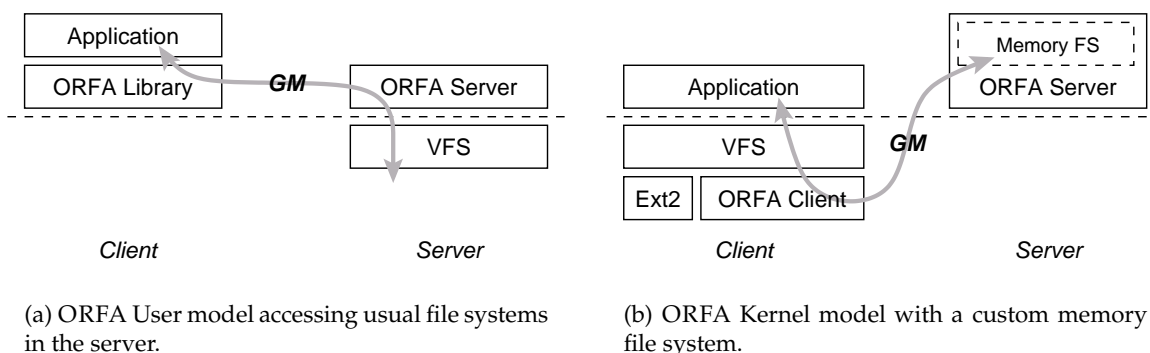 Application
ORFA Library
GM
ORFA Server
VFS
Client
Server
(a) ORFA User model accessing usual file systems
in the server.
Memory FS
ORFA Server
Application
VFS
GM
Ext2
ORFA Client
Client
Server
(b) ORFA Kernel model with a custom memory
file system.